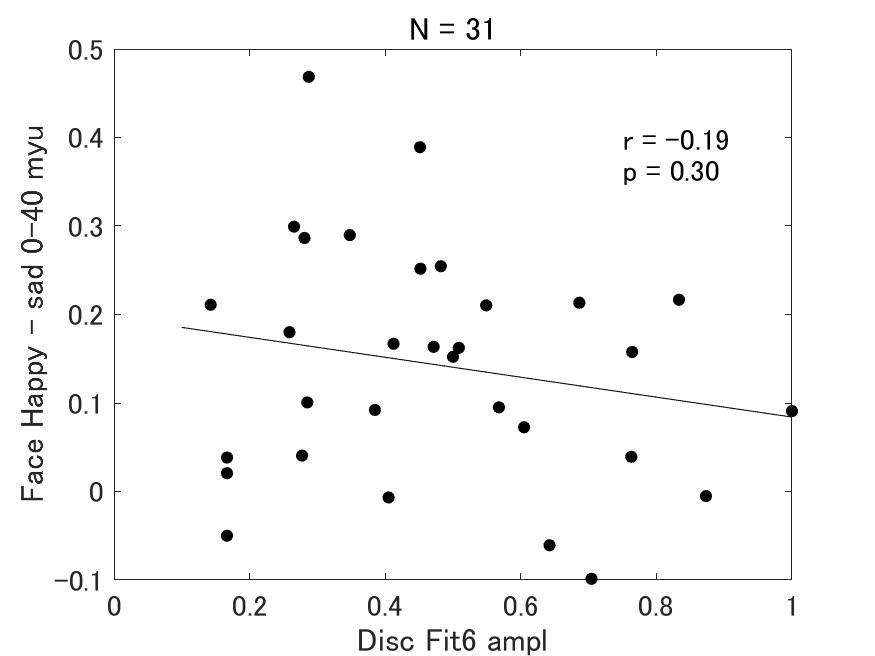 N = 31
0.5
0.4
0.3
0.2
0.1
0
−0.1
Face Happy − sad 0−40 myu
r = −0.19
p = 0.30
0 0.2 0.4 0.6 0.8 1
Disc Fit6 ampl